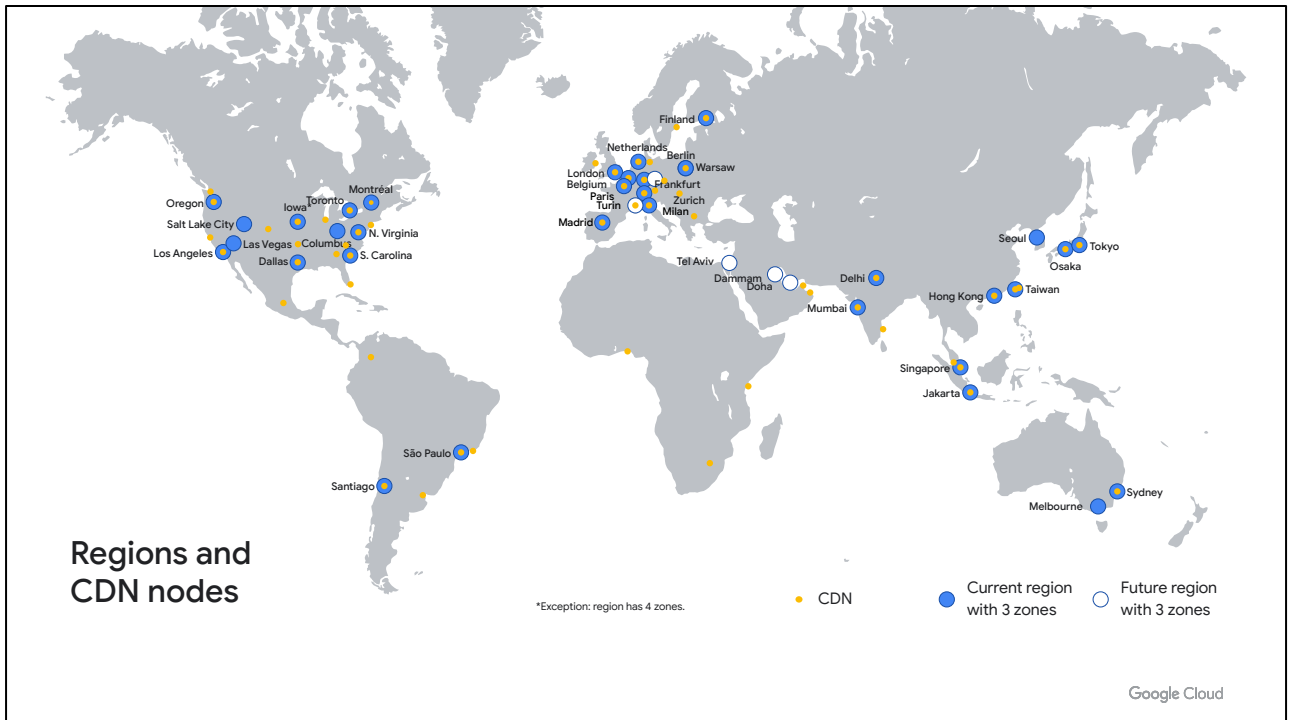 Finland
Netherlands
Berlin
London
Warsaw
Belgium
Frankfurt
Paris
Zurich
Turin
Milan
Madrid
Montréal
Oregon
Toronto
Iowa*
Salt Lake City
N. Virginia
Las Vegas
Columbus
Los Angeles
S. Carolina
Dallas
Tel Aviv
Dammam
Doha
Delhi
Mumbai
Seoul
Tokyo
Osaka
Taiwan
Hong Kong
Singapore
Jakarta
São Paulo
Santiago
Sydney
Melbourne
Regions and
CDN nodes
*Exception: region has 4 zones.
CDN
Current region
with 3 zones
Future region
with 3 zones
Google Cloud